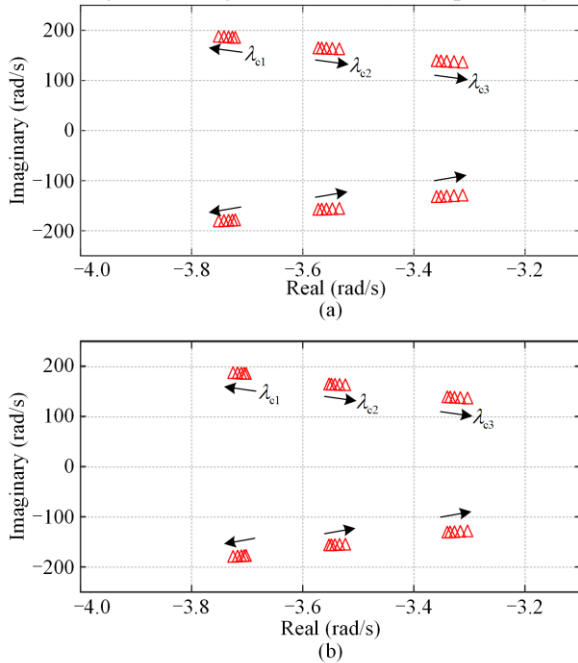 200
100
0
−100
−200
Imaginary (rad/s)
λc1
λc2
λc3
−4.0
−3.8
−3.6
−3.4
−3.2
Real (rad/s)
(a)
200
100
0
−100
−200
Imaginary (rad/s)
λc1
λc2
λc3
−4.0
−3.8
−3.6
−3.4
−3.2
Real (rad/s)
(b)